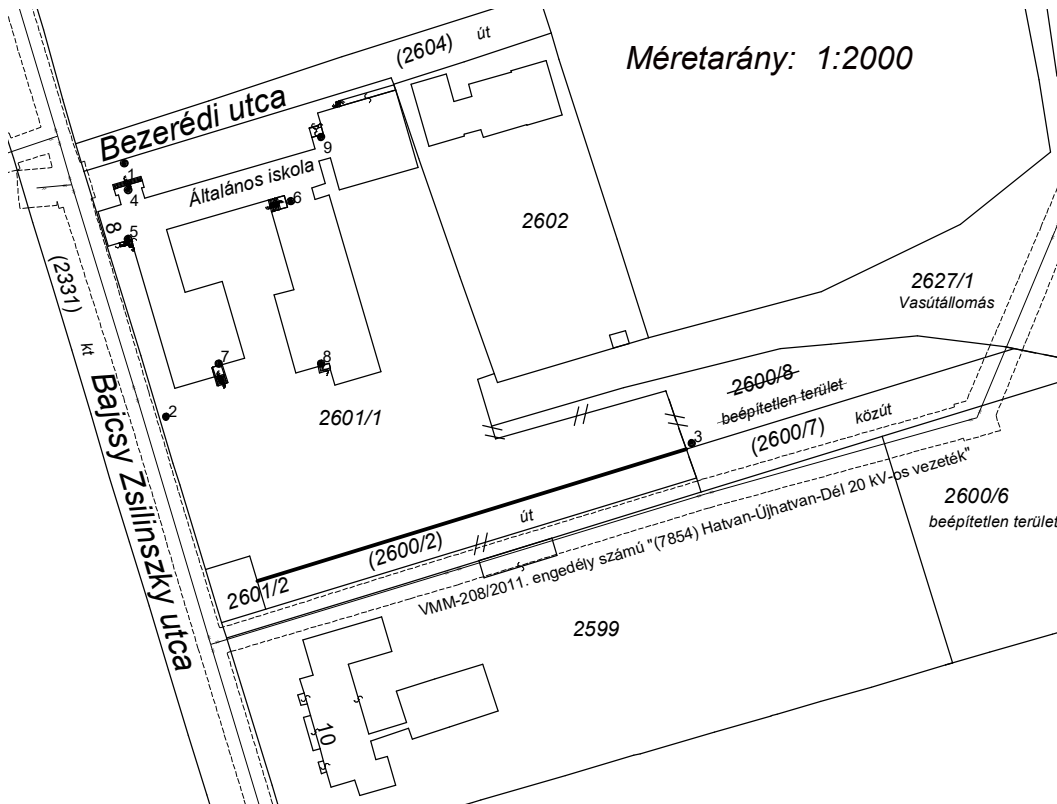 Méretarány: 1:2000
(2604) út
Bezerédi utca
1
4
9
Általános iskola
6
8
5
2602
(2331)
kt
2627/1
Vasútállomás
7
8
2
2601/1
2600/8
beépítetlen terület
3
(2600/7) közút
Bajcsy Zsilinszky utca
2600/6
beépítetlen terület
(2600/2) út
2601/2
VMM-208/2011. engedély számú "(7854) Hatvan-Újhatvan-Dél 20 kV-os vezeték"
2599
10